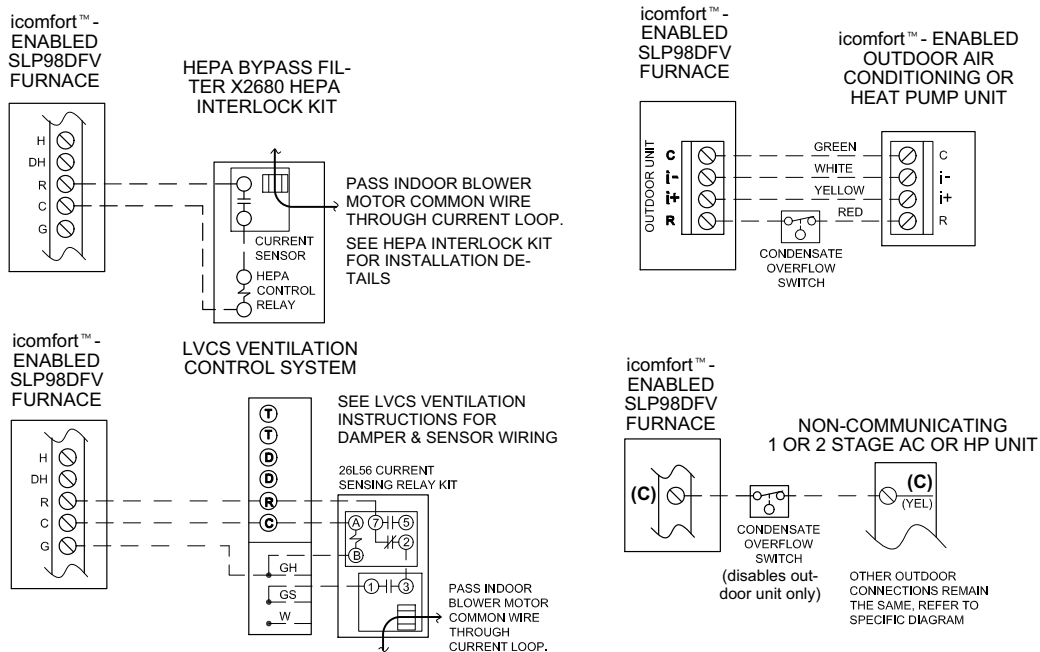 icomfort™-
ENABLED
SLP98DFV
FURNACE
H
DH
R
C
G
HEPA BYPASS FIL-
TER X2680 HEPA
INTERLOCK KIT
CURRENT
SENSOR
HEPA
CONTROL
RELAY
PASS INDOOR BLOWER
MOTOR COMMON WIRE
THROUGH CURRENT LOOP.
SEE HEPA INTERLOCK KIT
FOR INSTALLATION DE-
TAILS
icomfort™-
ENABLED
SLP98DFV
FURNACE
icomfort™- ENABLED
OUTDOOR AIR
CONDITIONING OR
HEAT PUMP UNIT
OUTDOOR UNIT
C
i-
i+
R
GREEN
WHITE
YELLOW
RED
C
i-
i+
R
CONDENSATE
OVERFLOW
SWITCH
icomfort™-
ENABLED
SLP98DFV
FURNACE
H
DH
R
C
G
LVCS VENTILATION
CONTROL SYSTEM
T
T
D
D
R
C
GH
GS
W
SEE LVCS VENTILATION
INSTRUCTIONS FOR
DAMPER & SENSOR WIRING
26L56 CURRENT
SENSING RELAY KIT
A 7 5
2
B
1 3
PASS INDOOR
BLOWER MOTOR
COMMON WIRE
THROUGH
CURRENT LOOP.
icomfort™-
ENABLED
SLP98DFV
FURNACE
(C)
NON-COMMUNICATING
1 OR 2 STAGE AC OR HP UNIT
(C)
(YEL)
CONDENSATE
OVERFLOW
SWITCH
(disables out-
door unit only)
OTHER OUTDOOR
CONNECTIONS REMAIN
THE SAME, REFER TO
SPECIFIC DIAGRAM